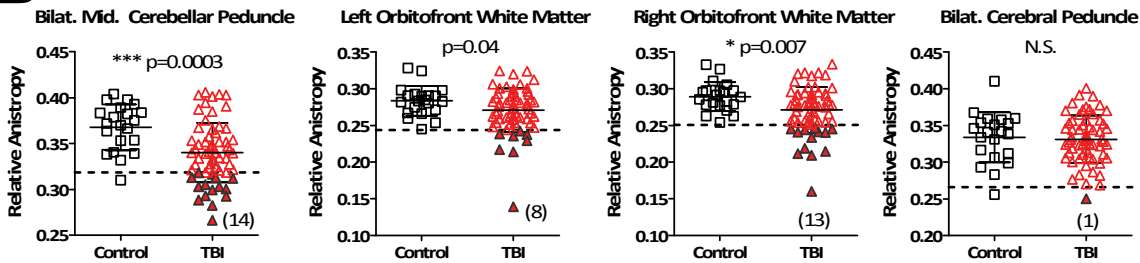 Bilat. Mid. Cerebellar Peduncle
Relative Anistropy
0.45
0.40
0.35
0.30
0.25
*** p=0.0003
(14)
Control TBI
Left Orbitofront White Matter
Relative Anistropy
0.35
0.30
0.25
0.20
0.15
0.10
p=0.04
(8)
Control TBI
Right Orbitofront White Matter
Relative Anistropy
0.35
0.30
0.25
0.20
0.15
0.10
* p=0.007
(13)
Control TBI
Bilat. Cerebral Peduncle
Relative Anistropy
0.45
0.40
0.35
0.30
0.25
0.20
N.S.
(1)
Control TBI